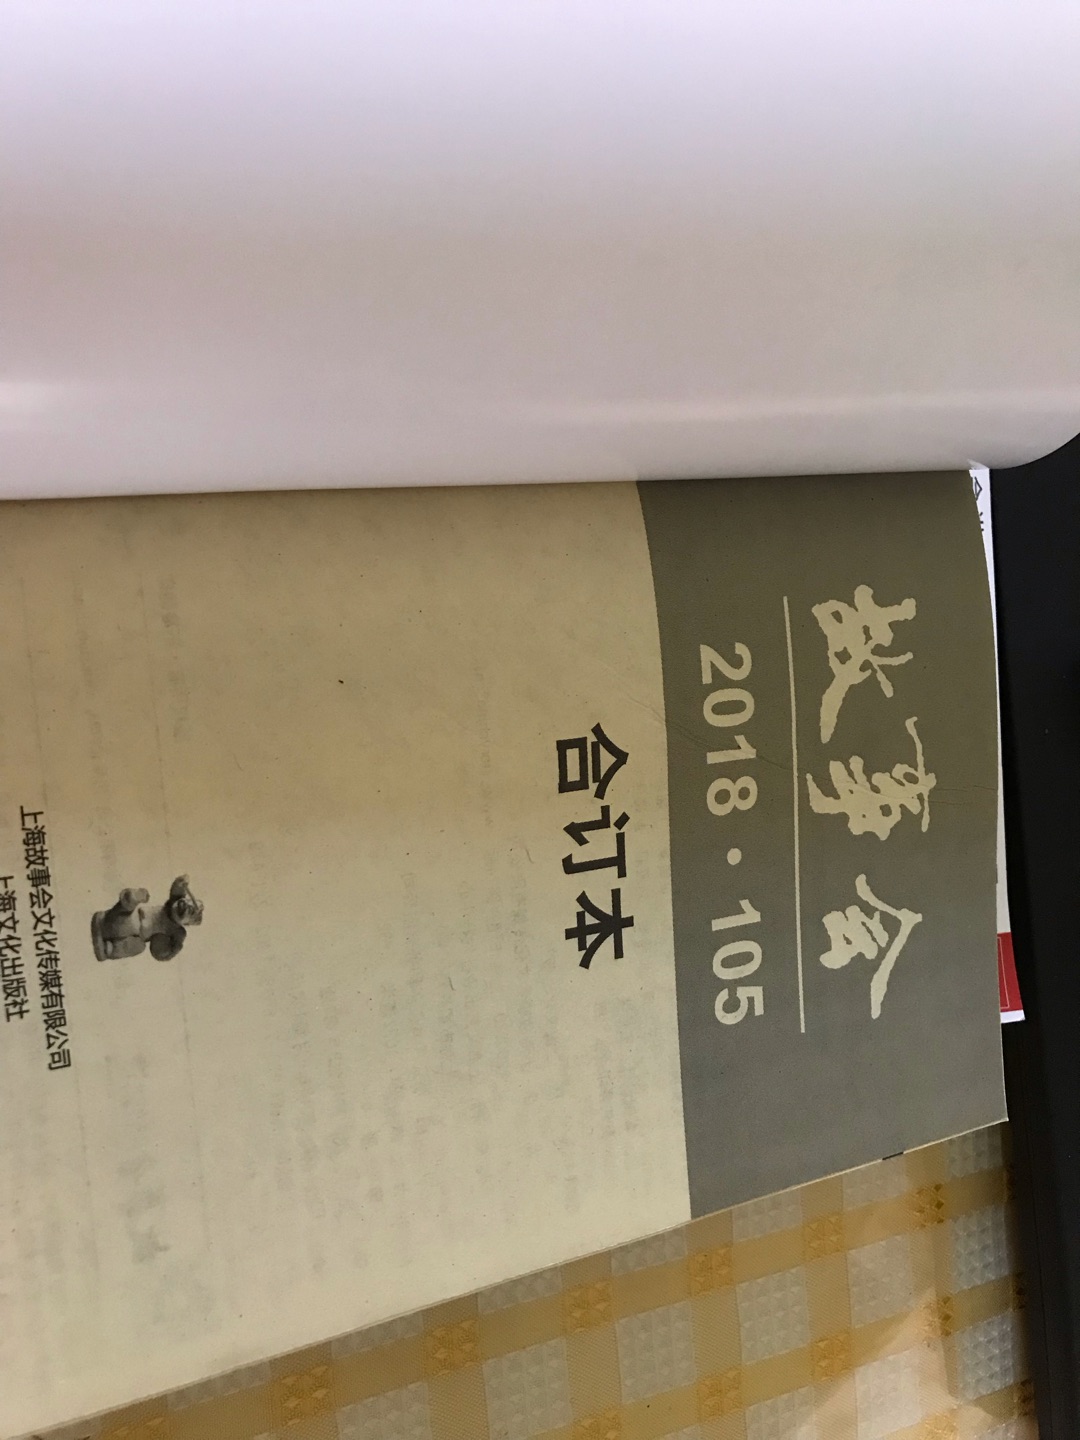 故事会
2018·105
合订本
上海故事会文化传媒有限公司
上海文化出版社